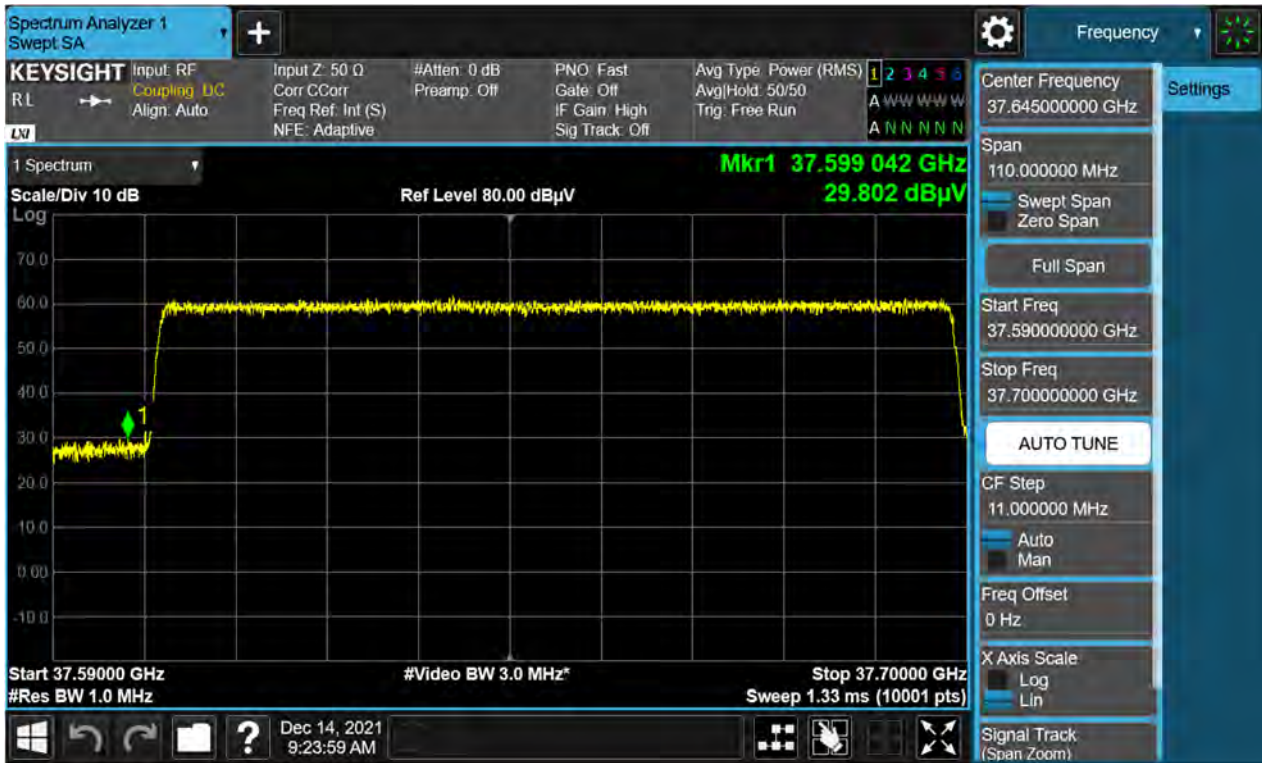 Spectrum Analyzer 1
Swept SA
Frequency
KEYSIGHT
RL
LXI
Input: RF
Coupling: DC
Align: Auto
Input Z: 50 Ω
Corr CCorr
Freq Ref: Int (S)
NFE: Adaptive
#Atten: 0 dB
Preamp: Off
PNO: Fast
Gate: Off
IF Gain: High
Sig Track: Off
Avg Type: Power (RMS)
Avg|Hold: 50/50
Trig: Free Run
1 2 3 4 5 6
A W W W W W
A N N N N N
1 Spectrum
Mkr1 37.599 042 GHz
Scale/Div 10 dB
Ref Level 80.00 dBµV
29.802 dBµV
Log
70.0
60.0
50.0
40.0
1
30.0
20.0
10.0
0.00
-10.0
Start 37.59000 GHz
#Video BW 3.0 MHz*
Stop 37.70000 GHz
#Res BW 1.0 MHz
Sweep 1.33 ms (10001 pts)
?
Dec 14, 2021
9:23:59 AM
Center Frequency
37.645000000 GHz
Settings
Span
110.000000 MHz
Swept Span
Zero Span
Full Span
Start Freq
37.590000000 GHz
Stop Freq
37.700000000 GHz
AUTO TUNE
CF Step
11.000000 MHz
Auto
Man
Freq Offset
0 Hz
X Axis Scale
Log
Lin
Signal Track
(Span Zoom)